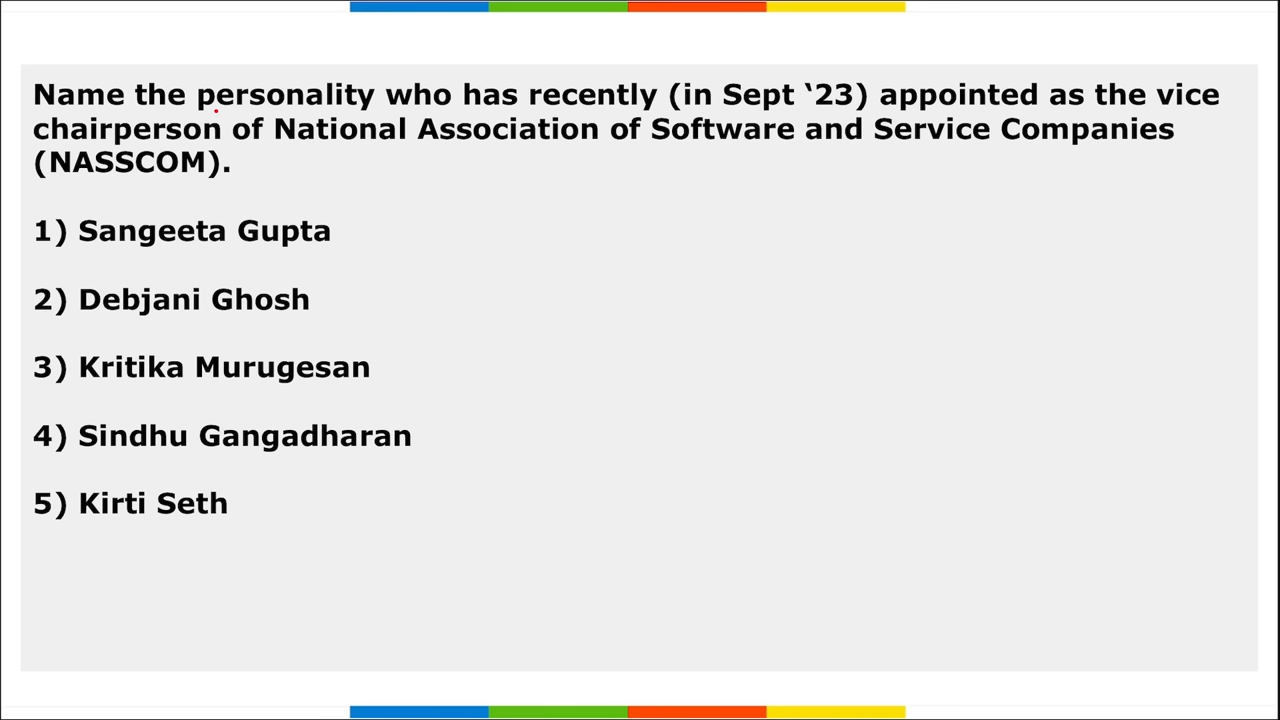 Name the personality who has recently (in Sept ‘23) appointed as the vice
chairperson of National Association of Software and Service Companies
(NASSCOM).
1) Sangeeta Gupta
2) Debjani Ghosh
3) Kritika Murugesan
4) Sindhu Gangadharan
5) Kirti Seth